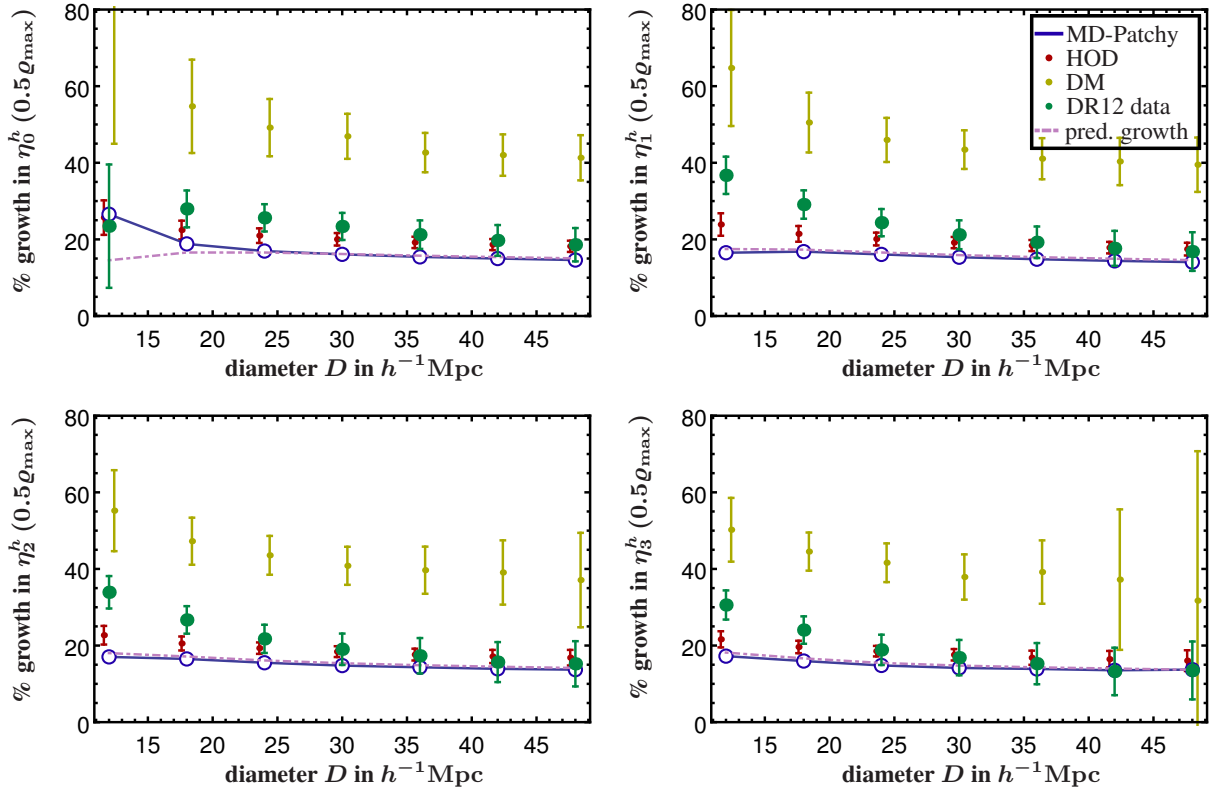 80
60
40
20
0
% growth in η₀ʰ (0.5ϱmax)
15 20 25 30 35 40 45
diameter D in h⁻¹Mpc
80
60
40
20
0
% growth in η₁ʰ (0.5ϱmax)
MD-Patchy
HOD
DM
DR12 data
pred. growth
15 20 25 30 35 40 45
diameter D in h⁻¹Mpc
80
60
40
20
0
% growth in η₂ʰ (0.5ϱmax)
15 20 25 30 35 40 45
diameter D in h⁻¹Mpc
80
60
40
20
0
% growth in η₃ʰ (0.5ϱmax)
15 20 25 30 35 40 45
diameter D in h⁻¹Mpc